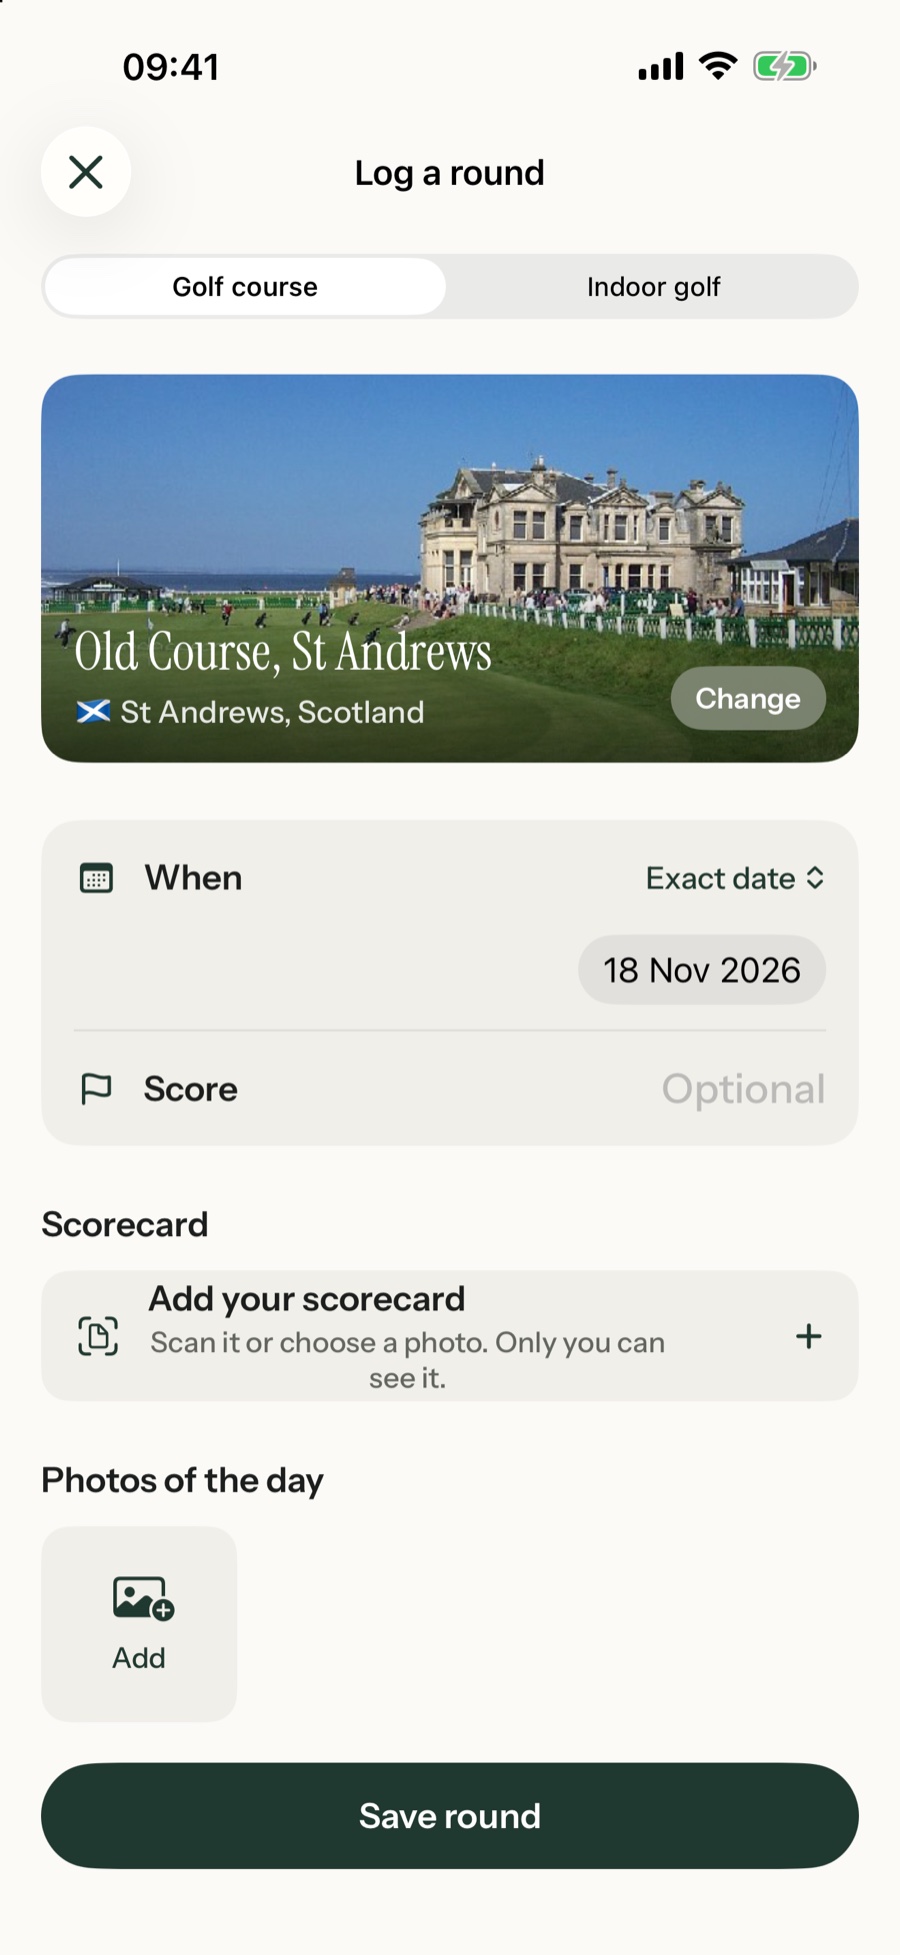 09:41
Log a round
Golf course
Indoor golf
Old Course, St Andrews
St Andrews, Scotland
Change
When
Exact date
18 Nov 2026
Score
Optional
Scorecard
Add your scorecard
Scan it or choose a photo. Only you can
see it.
Photos of the day
Add
Save round